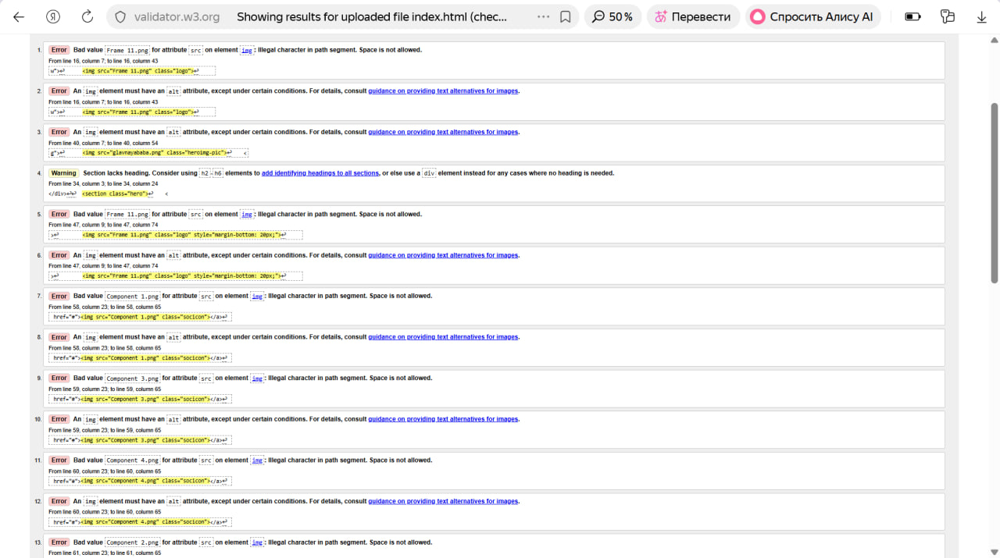 validator.w3.org Showing results for uploaded file index.html (chec... 50 % Перевести Спросить Алису AI
1. Error Bad value Frame 11.png for attribute src on element img: Illegal character in path segment. Space is not allowed.
From line 16, column 7; to line 16, column 43
u">↩ <img src="Frame 11.png" class="logo">↩
2. Error An img element must have an alt attribute, except under certain conditions. For details, consult guidance on providing text alternatives for images.
From line 16, column 7; to line 16, column 43
u">↩ <img src="Frame 11.png" class="logo">↩
3. Error An img element must have an alt attribute, except under certain conditions. For details, consult guidance on providing text alternatives for images.
From line 40, column 7; to line 40, column 54
g">↩ <img src="glavnayababa.png" class="heroimg-pic">↩ <
4. Warning Section lacks heading. Consider using h2-h6 elements to add identifying headings to all sections, or else use a div element instead for any cases where no heading is needed.
From line 34, column 3; to line 34, column 24
</div>↩↩ <section class="hero">↩ <
5. Error Bad value Frame 11.png for attribute src on element img: Illegal character in path segment. Space is not allowed.
From line 47, column 9; to line 47, column 74
>↩ <img src="Frame 11.png" class="logo" style="margin-bottom: 20px;">↩
6. Error An img element must have an alt attribute, except under certain conditions. For details, consult guidance on providing text alternatives for images.
From line 47, column 9; to line 47, column 74
>↩ <img src="Frame 11.png" class="logo" style="margin-bottom: 20px;">↩
7. Error Bad value Component 1.png for attribute src on element img: Illegal character in path segment. Space is not allowed.
From line 58, column 23; to line 58, column 65
href="#"><img src="Component 1.png" class="socicon"></a>↩
8. Error An img element must have an alt attribute, except under certain conditions. For details, consult guidance on providing text alternatives for images.
From line 58, column 23; to line 58, column 65
href="#"><img src="Component 1.png" class="socicon"></a>↩
9. Error Bad value Component 3.png for attribute src on element img: Illegal character in path segment. Space is not allowed.
From line 59, column 23; to line 59, column 65
href="#"><img src="Component 3.png" class="socicon"></a>↩
10. Error An img element must have an alt attribute, except under certain conditions. For details, consult guidance on providing text alternatives for images.
From line 59, column 23; to line 59, column 65
href="#"><img src="Component 3.png" class="socicon"></a>↩
11. Error Bad value Component 4.png for attribute src on element img: Illegal character in path segment. Space is not allowed.
From line 60, column 23; to line 60, column 65
href="#"><img src="Component 4.png" class="socicon"></a>↩
12. Error An img element must have an alt attribute, except under certain conditions. For details, consult guidance on providing text alternatives for images.
From line 60, column 23; to line 60, column 65
href="#"><img src="Component 4.png" class="socicon"></a>↩
13. Error Bad value Component 2.png for attribute src on element img: Illegal character in path segment. Space is not allowed.
From line 61, column 23; to line 61, column 65